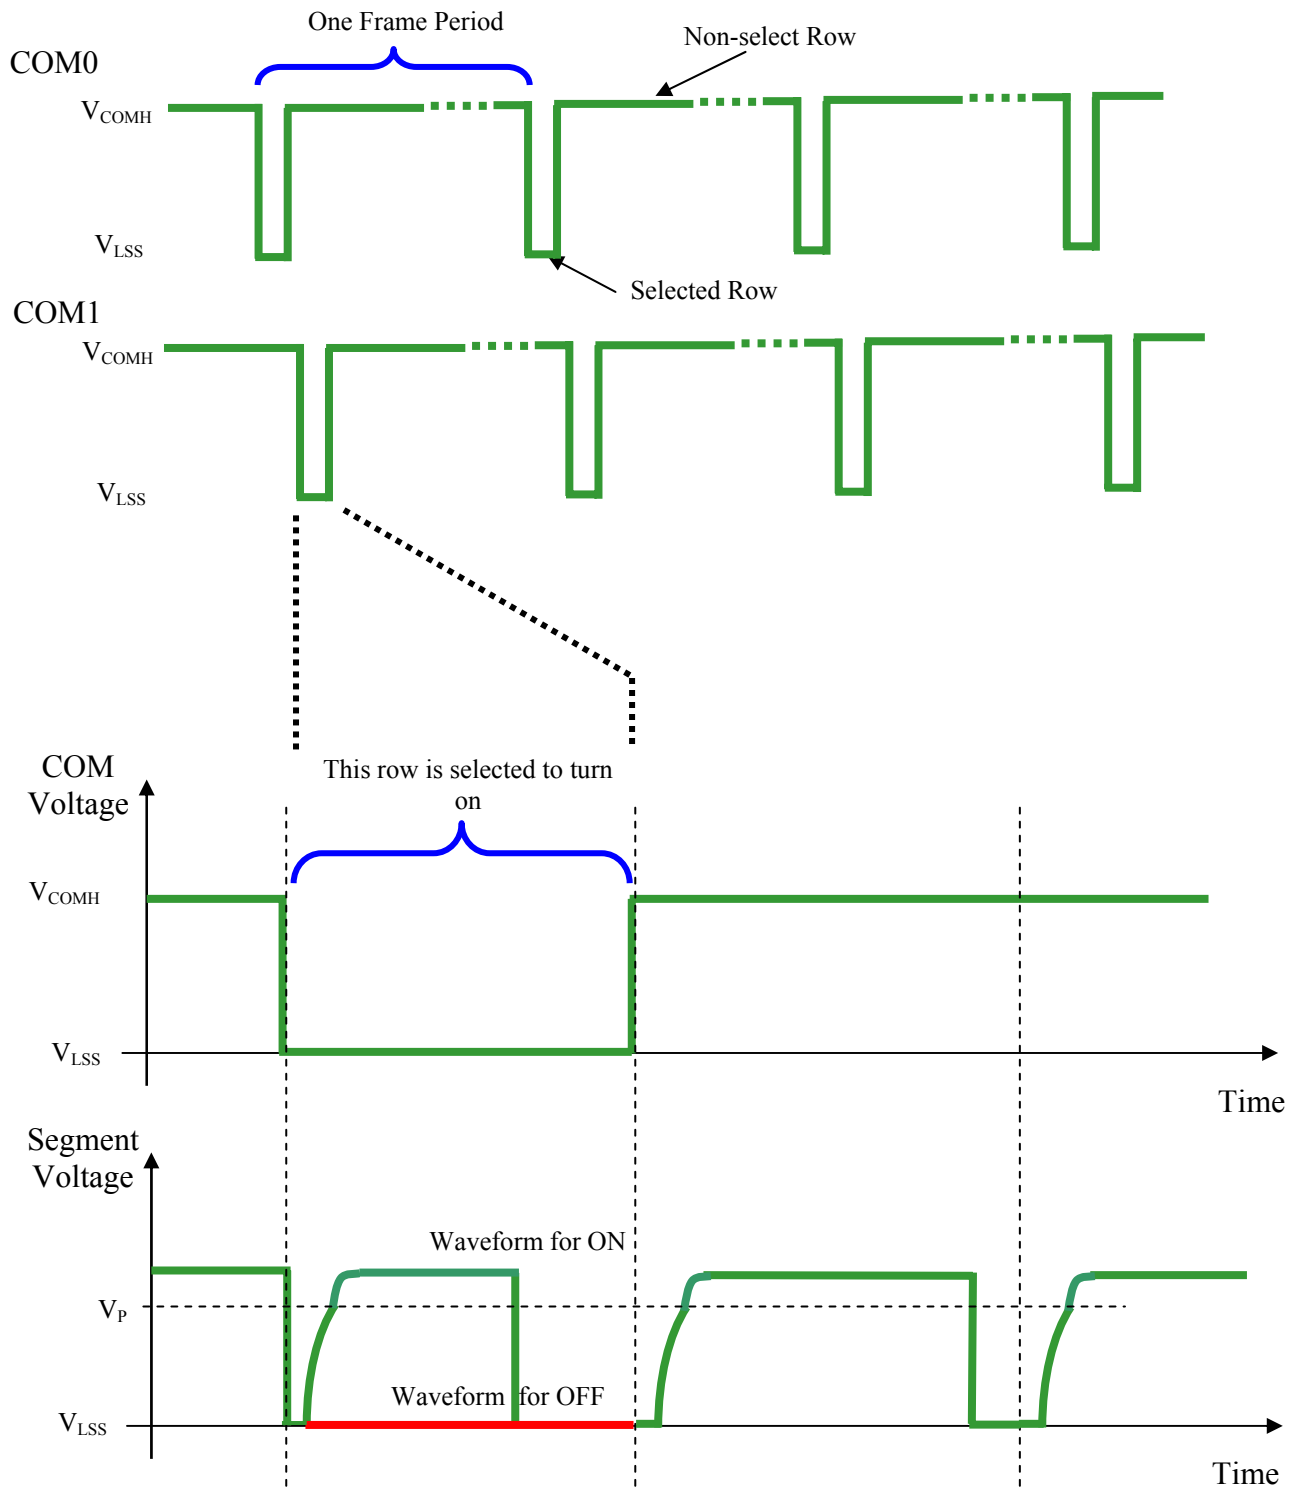 One Frame Period
Non-select Row
COM0
VCOMH
VLSS
Selected Row
COM1
VCOMH
VLSS
COM
Voltage
This row is selected to turn
on
VCOMH
VLSS
Time
Segment
Voltage
Waveform for ON
VP
Waveform for OFF
VLSS
Time